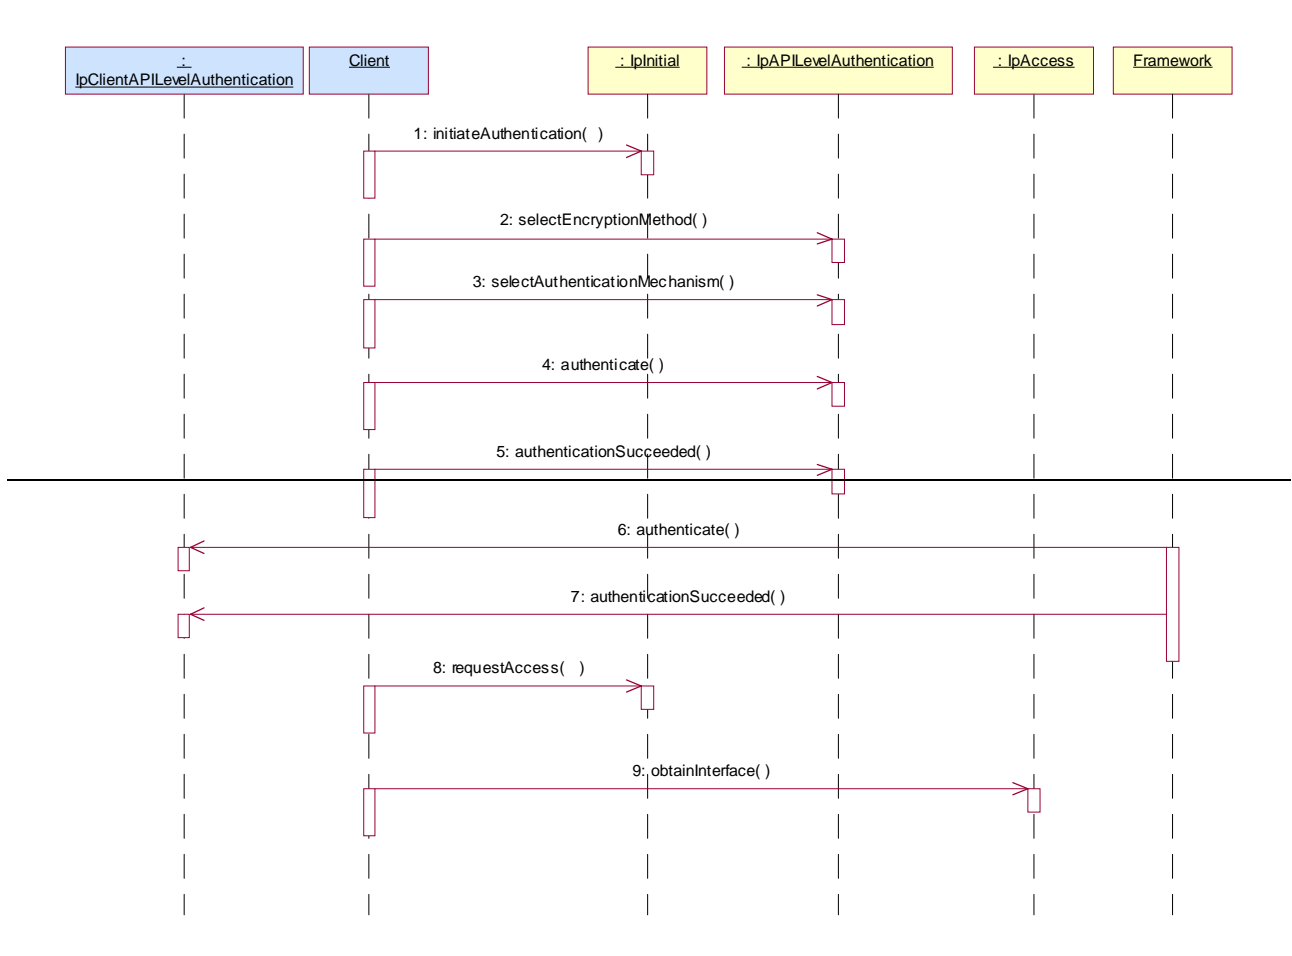 :
IpClientAPILevelAuthentication
Client
: IpInitial
: IpAPILevelAuthentication
: IpAccess
Framework
1: initiateAuthentication(  )
2: selectEncryptionMethod( )
3: selectAuthenticationMechanism( )
4: authenticate( )
5: authenticationSucceeded( )
6: authenticate( )
7: authenticationSucceeded( )
8: requestAccess(   )
9: obtainInterface( )